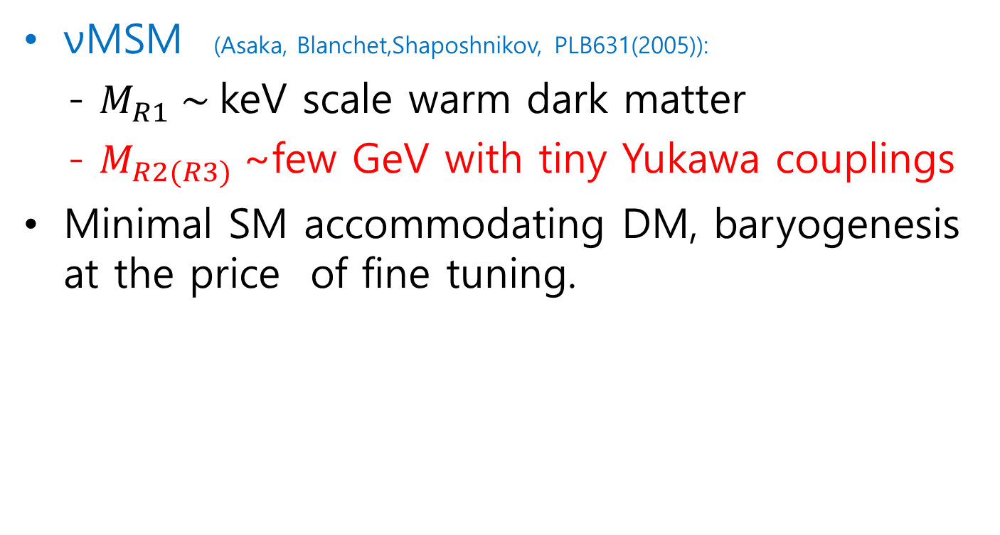 • νMSM (Asaka, Blanchet,Shaposhnikov, PLB631(2005)):
- M_{R1} ~ keV scale warm dark matter
- M_{R2(R3)} ~few GeV with tiny Yukawa couplings
• Minimal SM accommodating DM, baryogenesis
at the price of fine tuning.